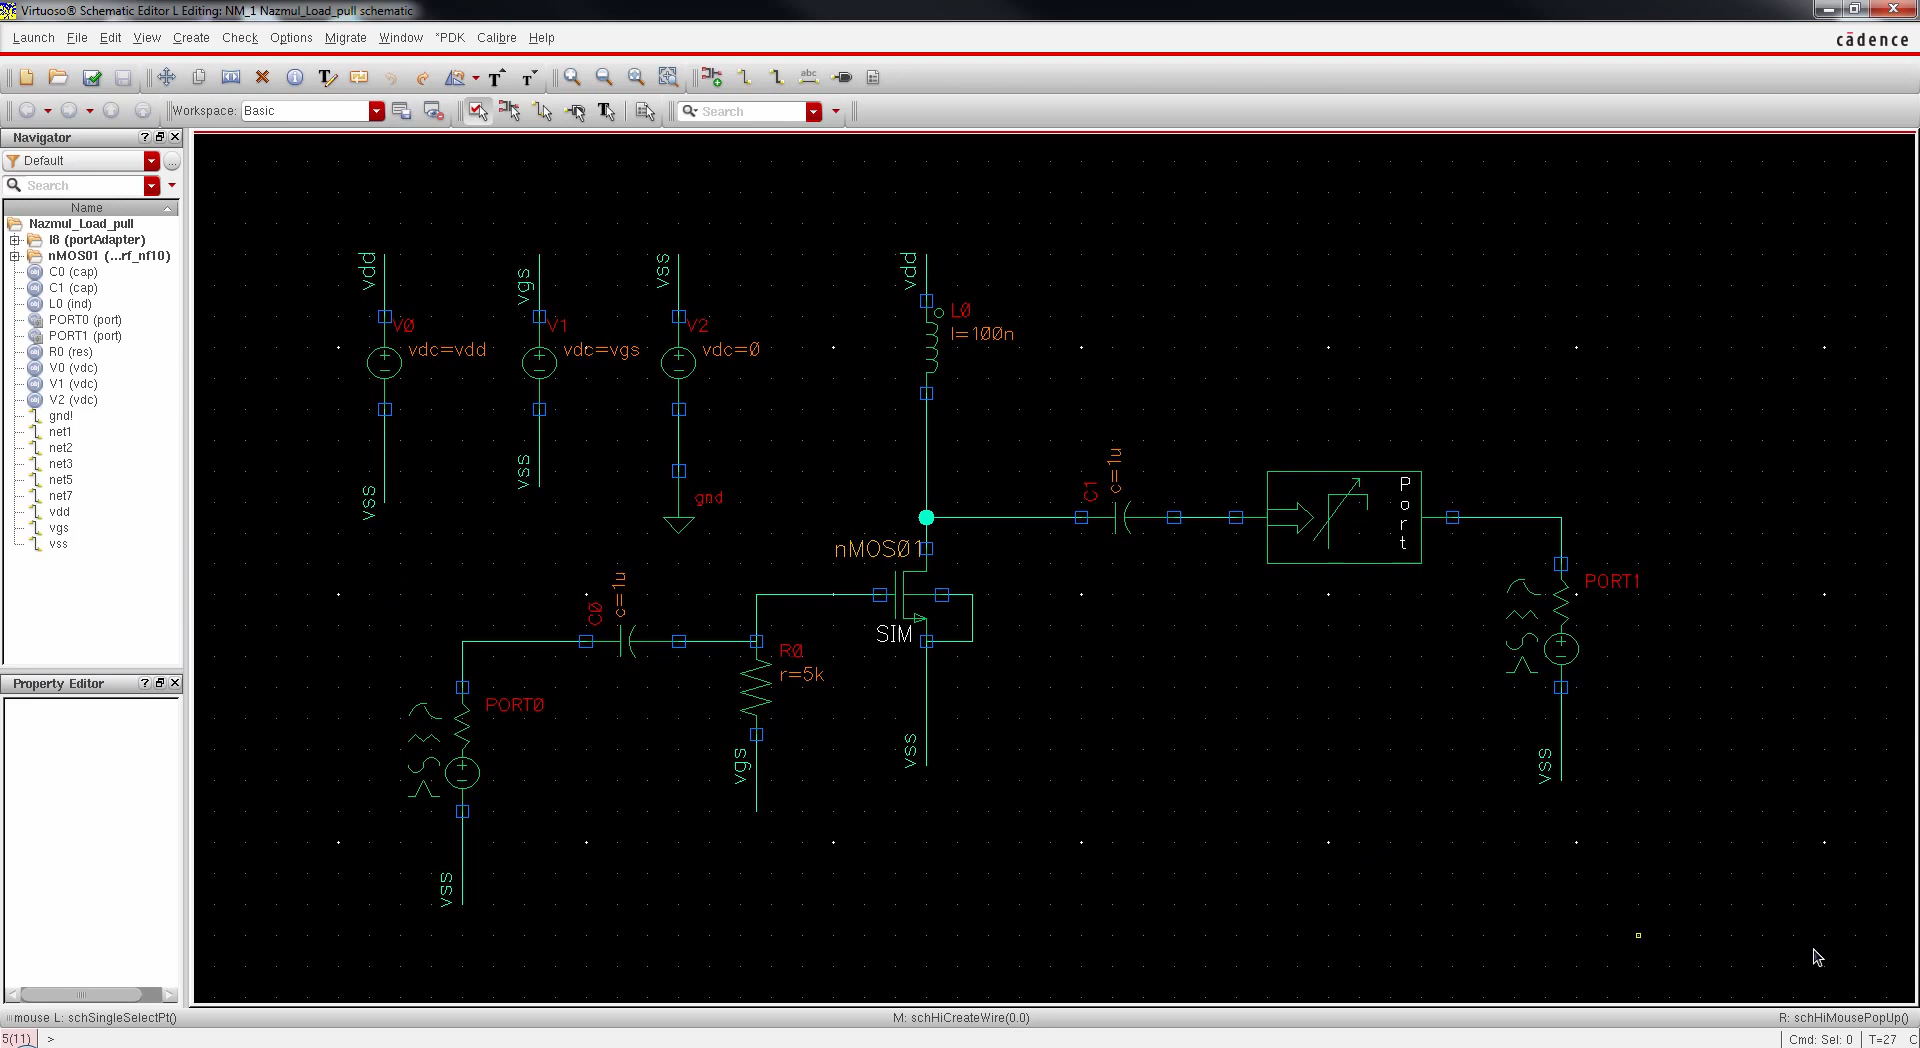 Virtuoso® Schematic Editor L Editing: NM_1 Nazmul_Load_pull schematic
Launch File Edit View Create Check Options Migrate Window *PDK Calibre Help
cādence
Workspace: Basic
Search
Navigator
Default
Search
Name
Nazmul_Load_pull
I8 (portAdapter)
nMOS01 (...rf_nf10)
C0 (cap)
C1 (cap)
L0 (ind)
PORT0 (port)
PORT1 (port)
R0 (res)
V0 (vdc)
V1 (vdc)
V2 (vdc)
gnd!
net1
net2
net3
net5
net7
vdd
vgs
vss
Property Editor
vdd
V0
vdc=vdd
vss
vgs
V1
vdc=vgs
vss
vss
V2
vdc=0
gnd
vdd
L0
l=100n
C1
c=1u
Port
PORT1
vss
nMOS01
SIM
vss
C0
c=1u
R0
r=5k
vgs
PORT0
vss
mouse L: schSingleSelectPt()
M: schHiCreateWire(0.0)
R: schHiMousePopUp()
5(11) >
Cmd: Sel: 0 T=27 C